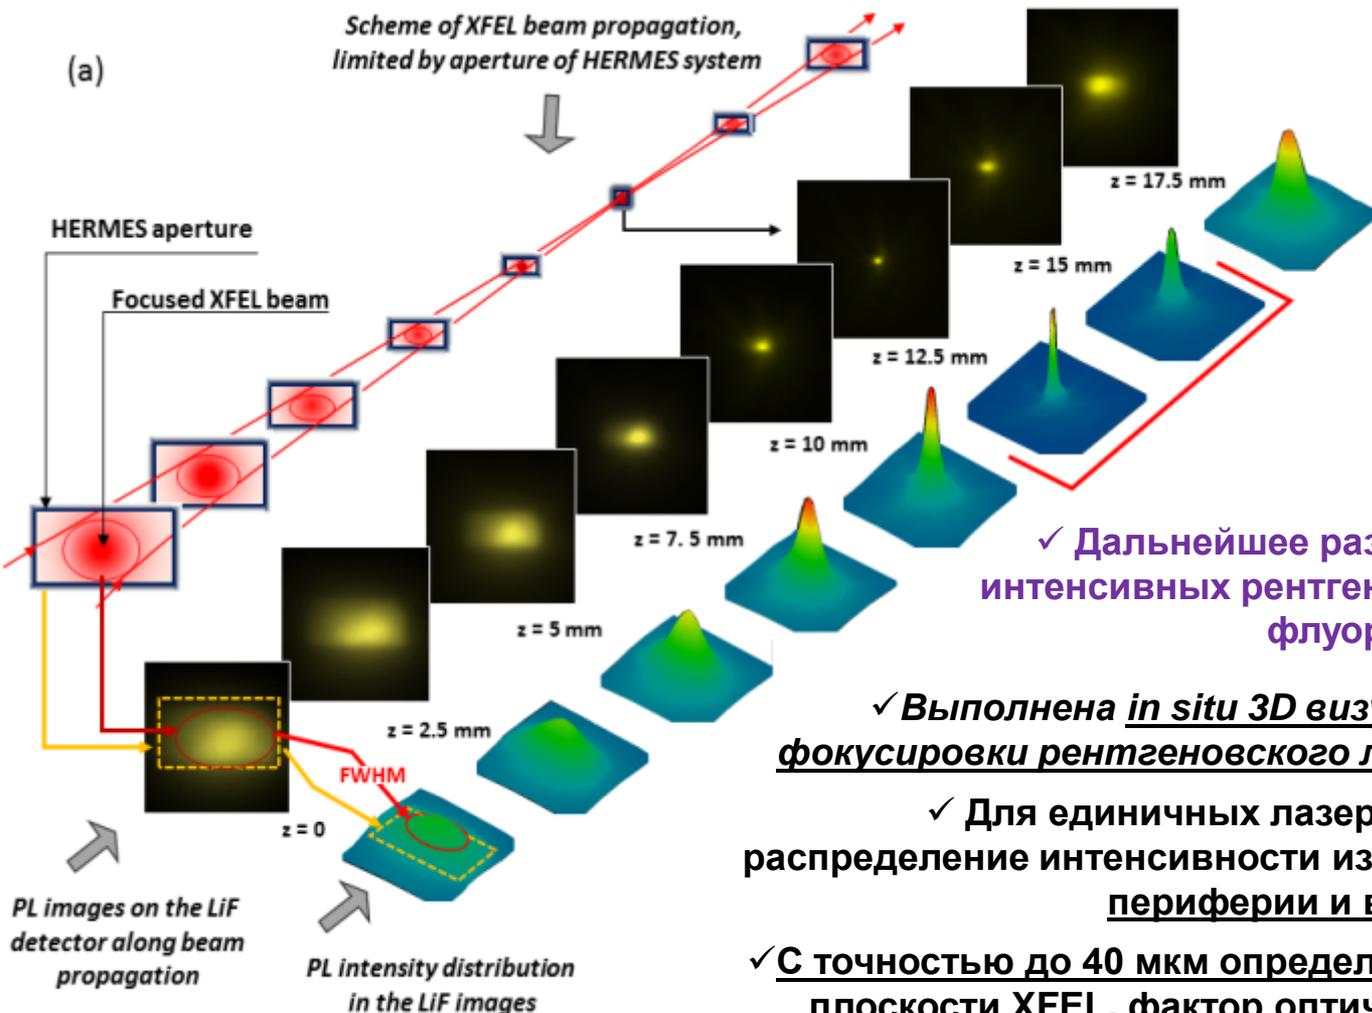 (a)
Scheme of XFEL beam propagation,
limited by aperture of HERMES system
HERMES aperture
Focused XFEL beam
z = 17.5 mm
z = 15 mm
z = 12.5 mm
z = 10 mm
z = 7. 5 mm
z = 5 mm
z = 2.5 mm
z = 0
FWHM
PL images on the LiF
detector along beam
propagation
PL intensity distribution
in the LiF images
✓ Дальнейшее раз
интенсивных рентген
флуор
✓Выполнена in situ 3D виз
фокусировки рентгеновского л
✓ Для единичных лазер
распределение интенсивности из
периферии и в
✓С точностью до 40 мкм определ
плоскости XFEL, фактор оптич